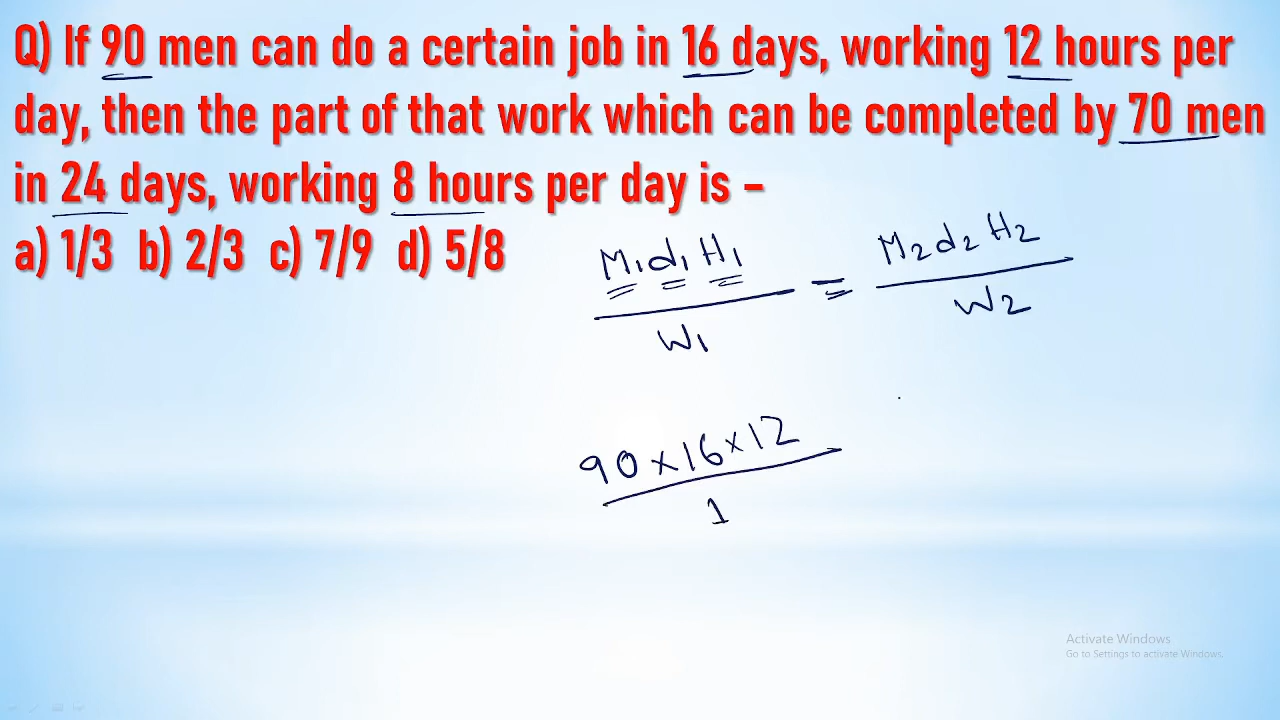 Q) If 90 men can do a certain job in 16 days, working 12 hours per
day, then the part of that work which can be completed by 70 men
in 24 days, working 8 hours per day is –
a) 1/3 b) 2/3 c) 7/9 d) 5/8
M₁d₁H₁ = M₂d₂H₂
W₁ W₂
90×16×12
1
Activate Windows
Go to Settings to activate Windows.